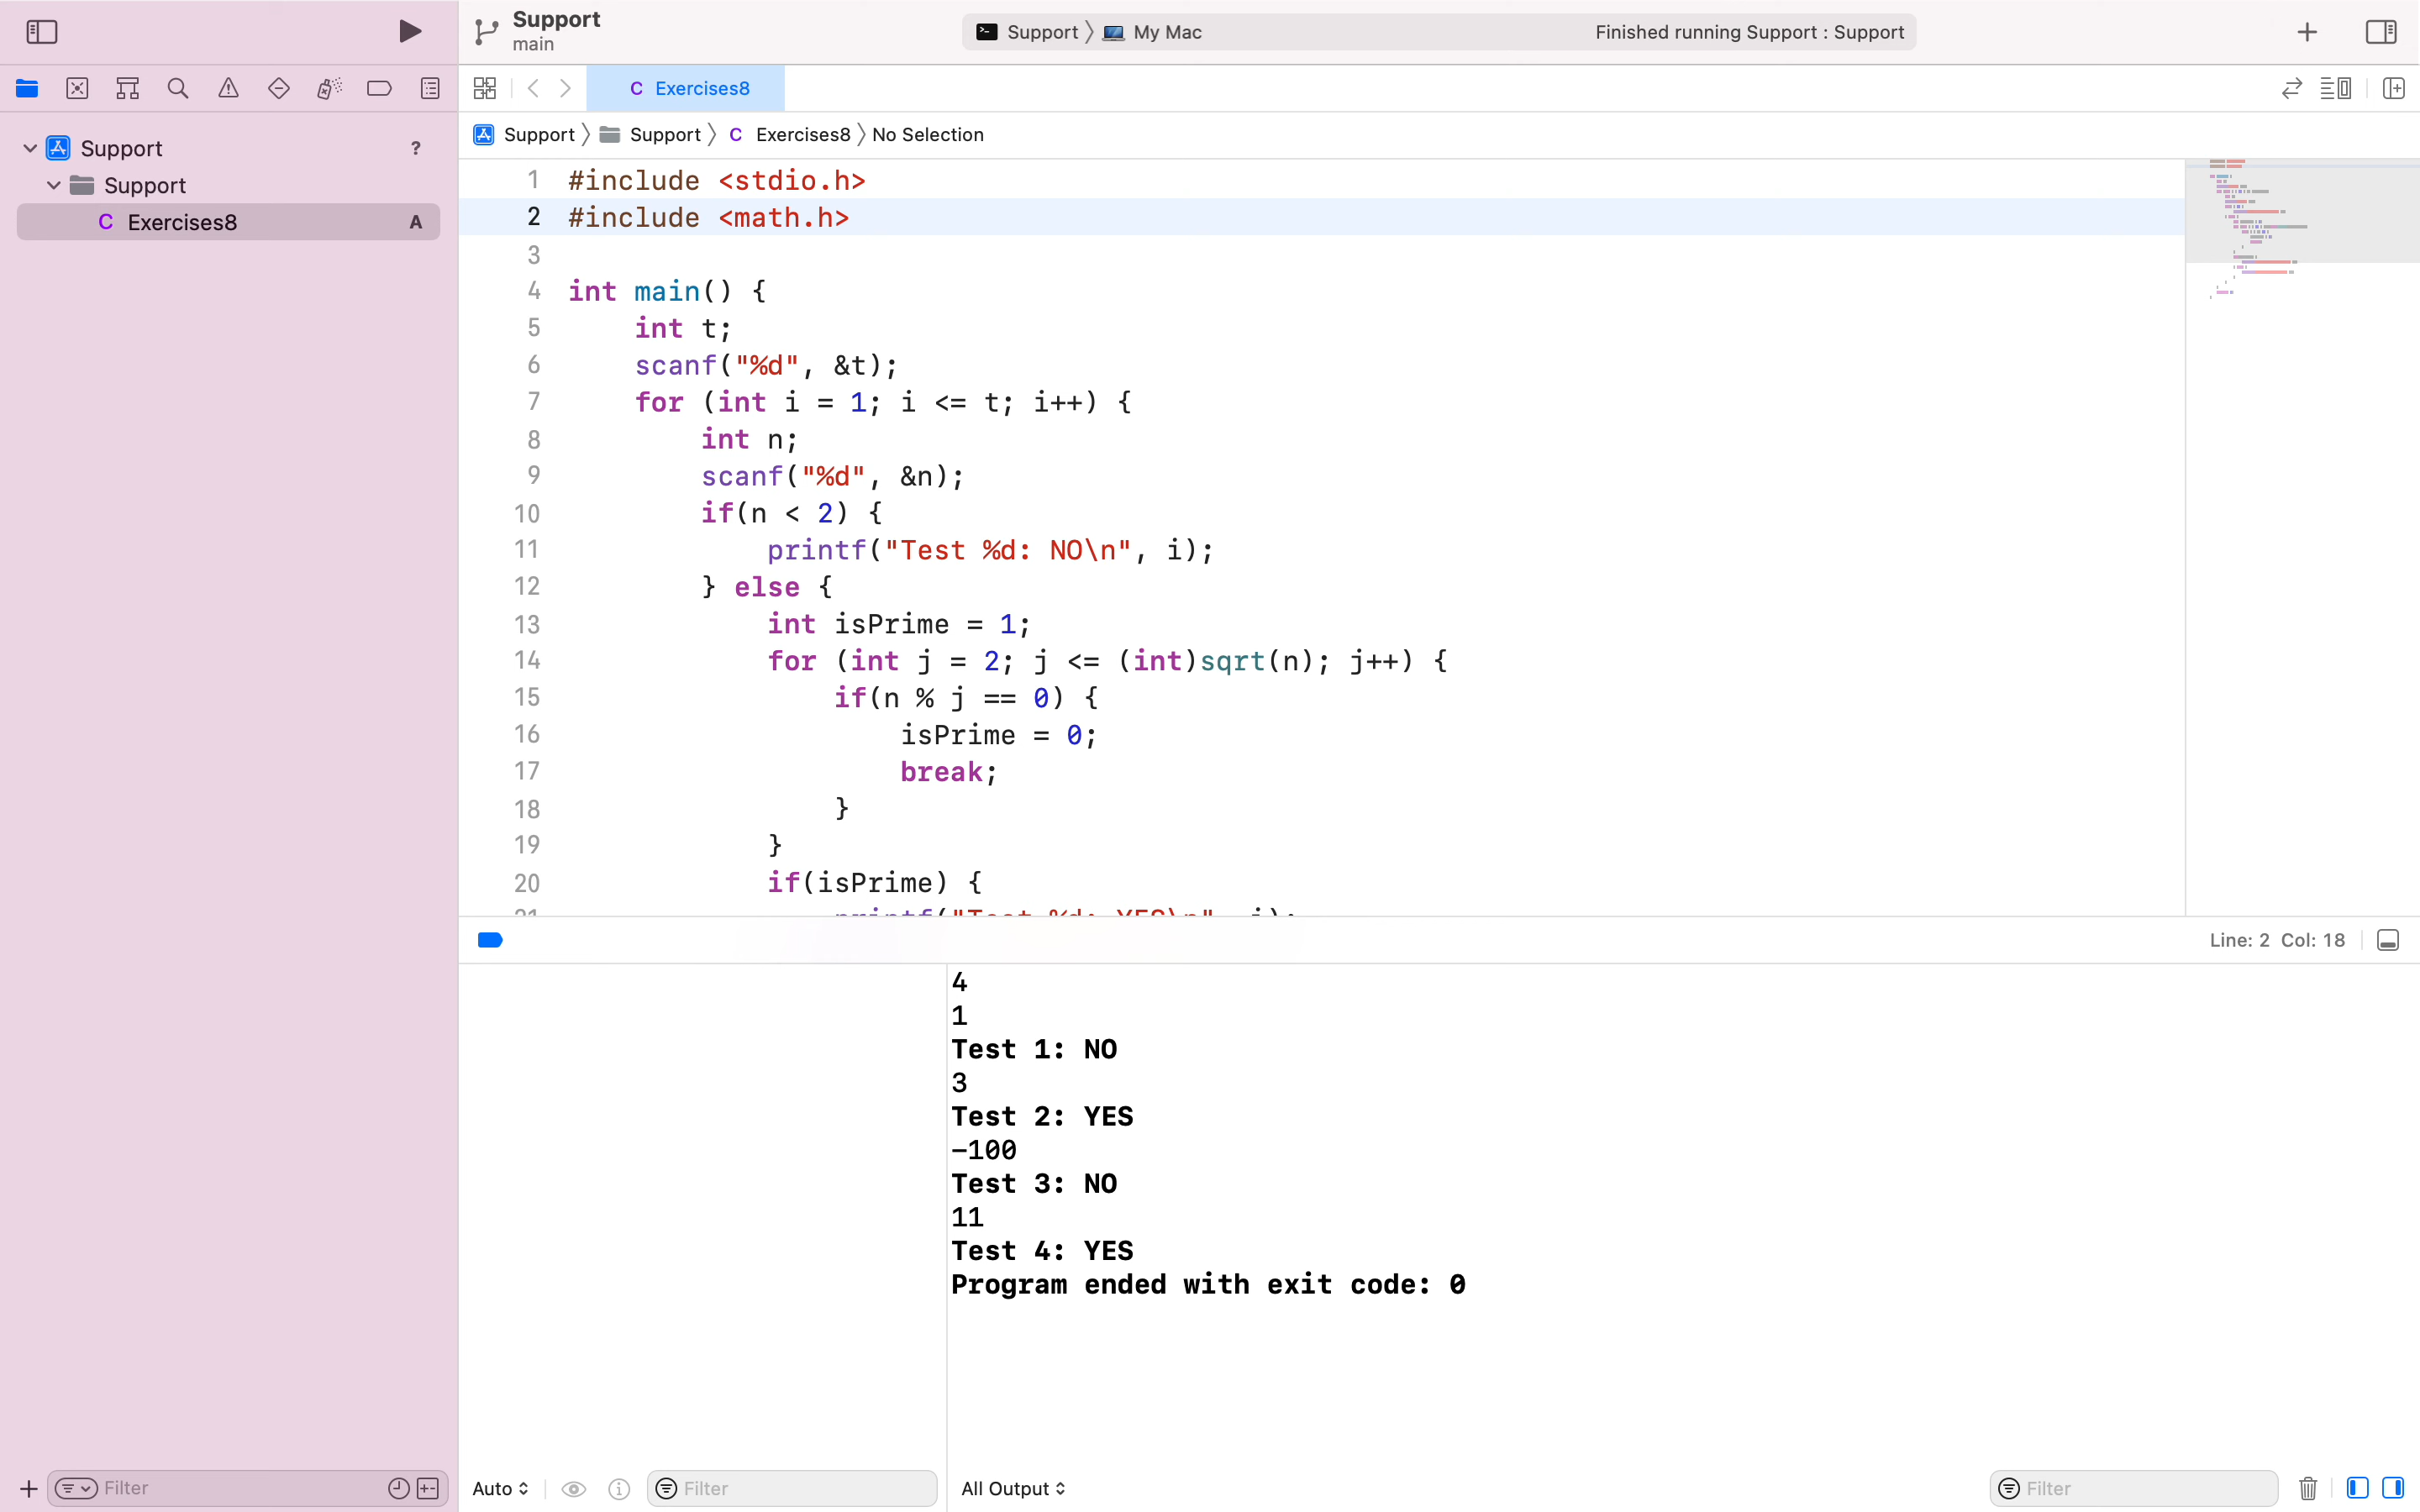 Support
main
Support
My Mac
Finished running Support : Support
C Exercises8
Support
Support
C Exercises8
No Selection
Support
?
Support
C Exercises8
A
1 #include <stdio.h>
2 #include <math.h>
3
4 int main() {
5 int t;
6 scanf("%d", &t);
7 for (int i = 1; i <= t; i++) {
8 int n;
9 scanf("%d", &n);
10 if(n < 2) {
11 printf("Test %d: NO\n", i);
12 } else {
13 int isPrime = 1;
14 for (int j = 2; j <= (int)sqrt(n); j++) {
15 if(n % j == 0) {
16 isPrime = 0;
17 break;
18 }
19 }
20 if(isPrime) {
21 printf("Test %d: YES\n", i);
Line: 2 Col: 18
4
1
Test 1: NO
3
Test 2: YES
-100
Test 3: NO
11
Test 4: YES
Program ended with exit code: 0
Filter
Auto
Filter
All Output
Filter